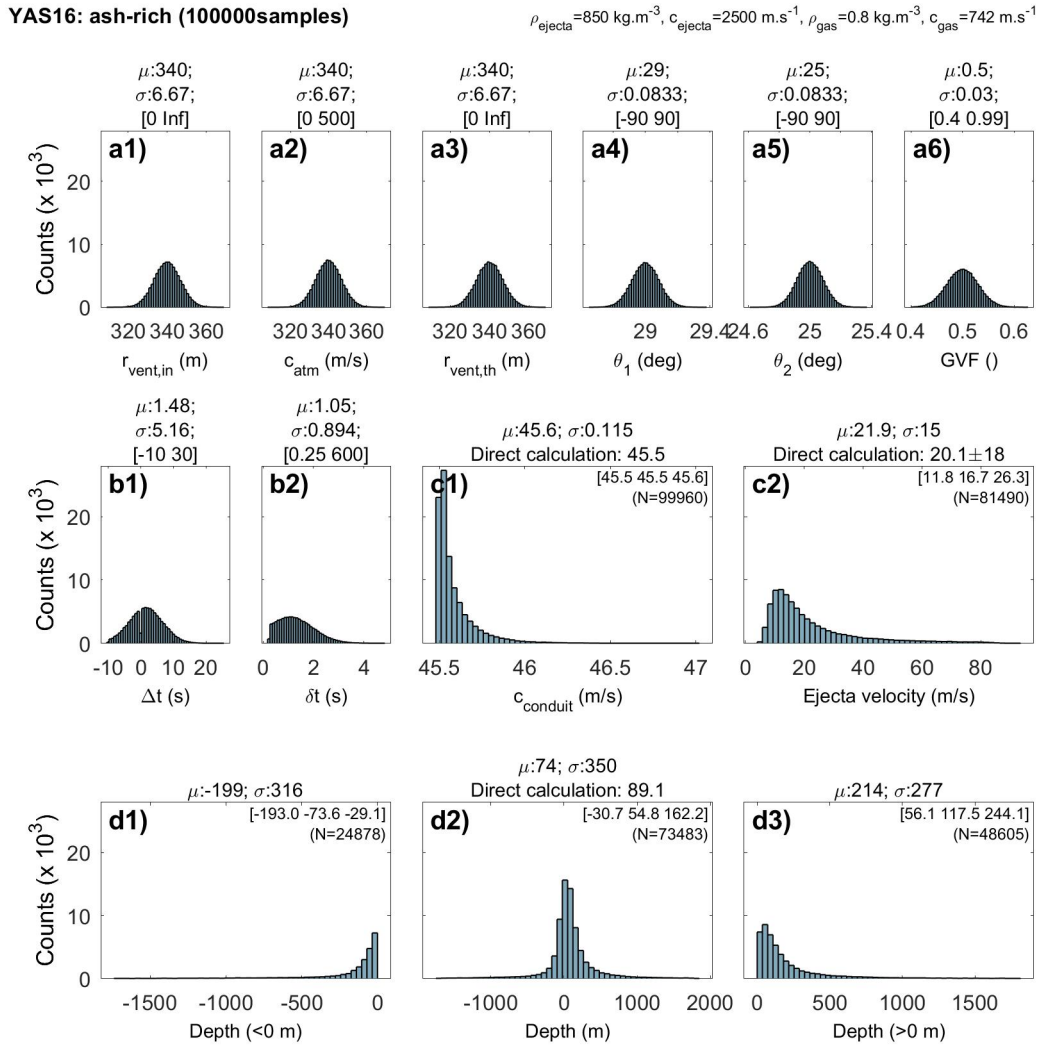 YAS16: ash-rich (100000samples)
ρejecta=850 kg.m-3, cejecta=2500 m.s-1, ρgas=0.8 kg.m-3, cgas=742 m.s-1
μ:340; μ:340; μ:340; μ:29; μ:25; μ:0.5;
σ:6.67; σ:6.67; σ:6.67; σ:0.0833; σ:0.0833; σ:0.03;
[0 Inf] [0 500] [0 Inf] [-90 90] [-90 90] [0.4 0.99]
a1) a2) a3) a4) a5) a6)
Counts (x 10^3)
20
10
0
320 340 360 320 340 360 320 340 360 29 29.4 24.6 25 25.4 0.4 0.5 0.6
rvent,in (m) catm (m/s) rvent,th (m) θ1 (deg) θ2 (deg) GVF ()
μ:1.48; μ:1.05;
σ:5.16; σ:0.894; μ:45.6; σ:0.115 μ:21.9; σ:15
[-10 30] [0.25 600] Direct calculation: 45.5 Direct calculation: 20.1±18
b1) b2) c1) [45.5 45.5 45.6] c2) [11.8 16.7 26.3]
(N=99960) (N=81490)
Counts (x 10^3)
20
10
0
-10 0 10 20 0 2 4 45.5 46 46.5 47 0 20 40 60 80
Δt (s) δt (s) cconduit (m/s) Ejecta velocity (m/s)
μ:74; σ:350
μ:-199; σ:316 Direct calculation: 89.1 μ:214; σ:277
d1) [-193.0 -73.6 -29.1] d2) [-30.7 54.8 162.2] d3) [56.1 117.5 244.1]
(N=24878) (N=73483) (N=48605)
Counts (x 10^3)
20
10
0
-1500 -1000 -500 0 -1000 0 1000 2000 0 500 1000 1500
Depth (<0 m) Depth (m) Depth (>0 m)